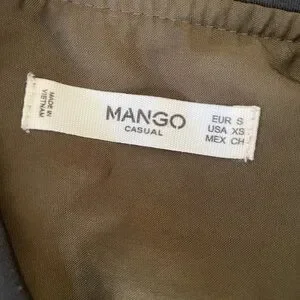 MADE IN
VIETNAM
MANGO
CASUAL
EUR S
USA XS
MEX CH